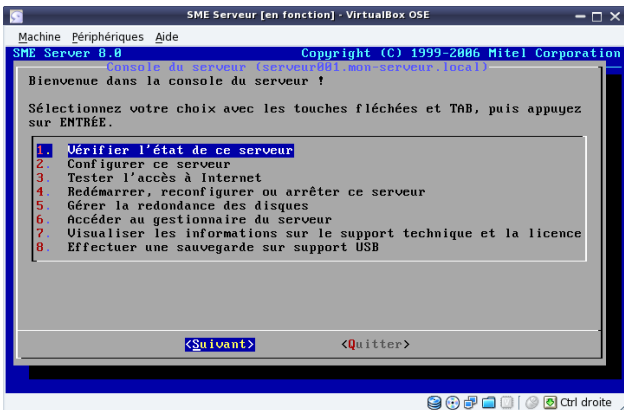 SME Serveur [en fonction] - VirtualBox OSE
Machine Périphériques Aide
SME Server 8.0 Copyright (C) 1999-2006 Mitel Corporation
Console du serveur (serveur001.mon-serveur.local)
Bienvenue dans la console du serveur !
Sélectionnez votre choix avec les touches fléchées et TAB, puis appuyez
sur ENTRÉE.
1. Vérifier l'état de ce serveur
2. Configurer ce serveur
3. Tester l'accès à Internet
4. Redémarrer, reconfigurer ou arrêter ce serveur
5. Gérer la redondance des disques
6. Accéder au gestionnaire du serveur
7. Visualiser les informations sur le support technique et la licence
8. Effectuer une sauvegarde sur support USB
<Suivant> <Quitter>
Ctrl droite